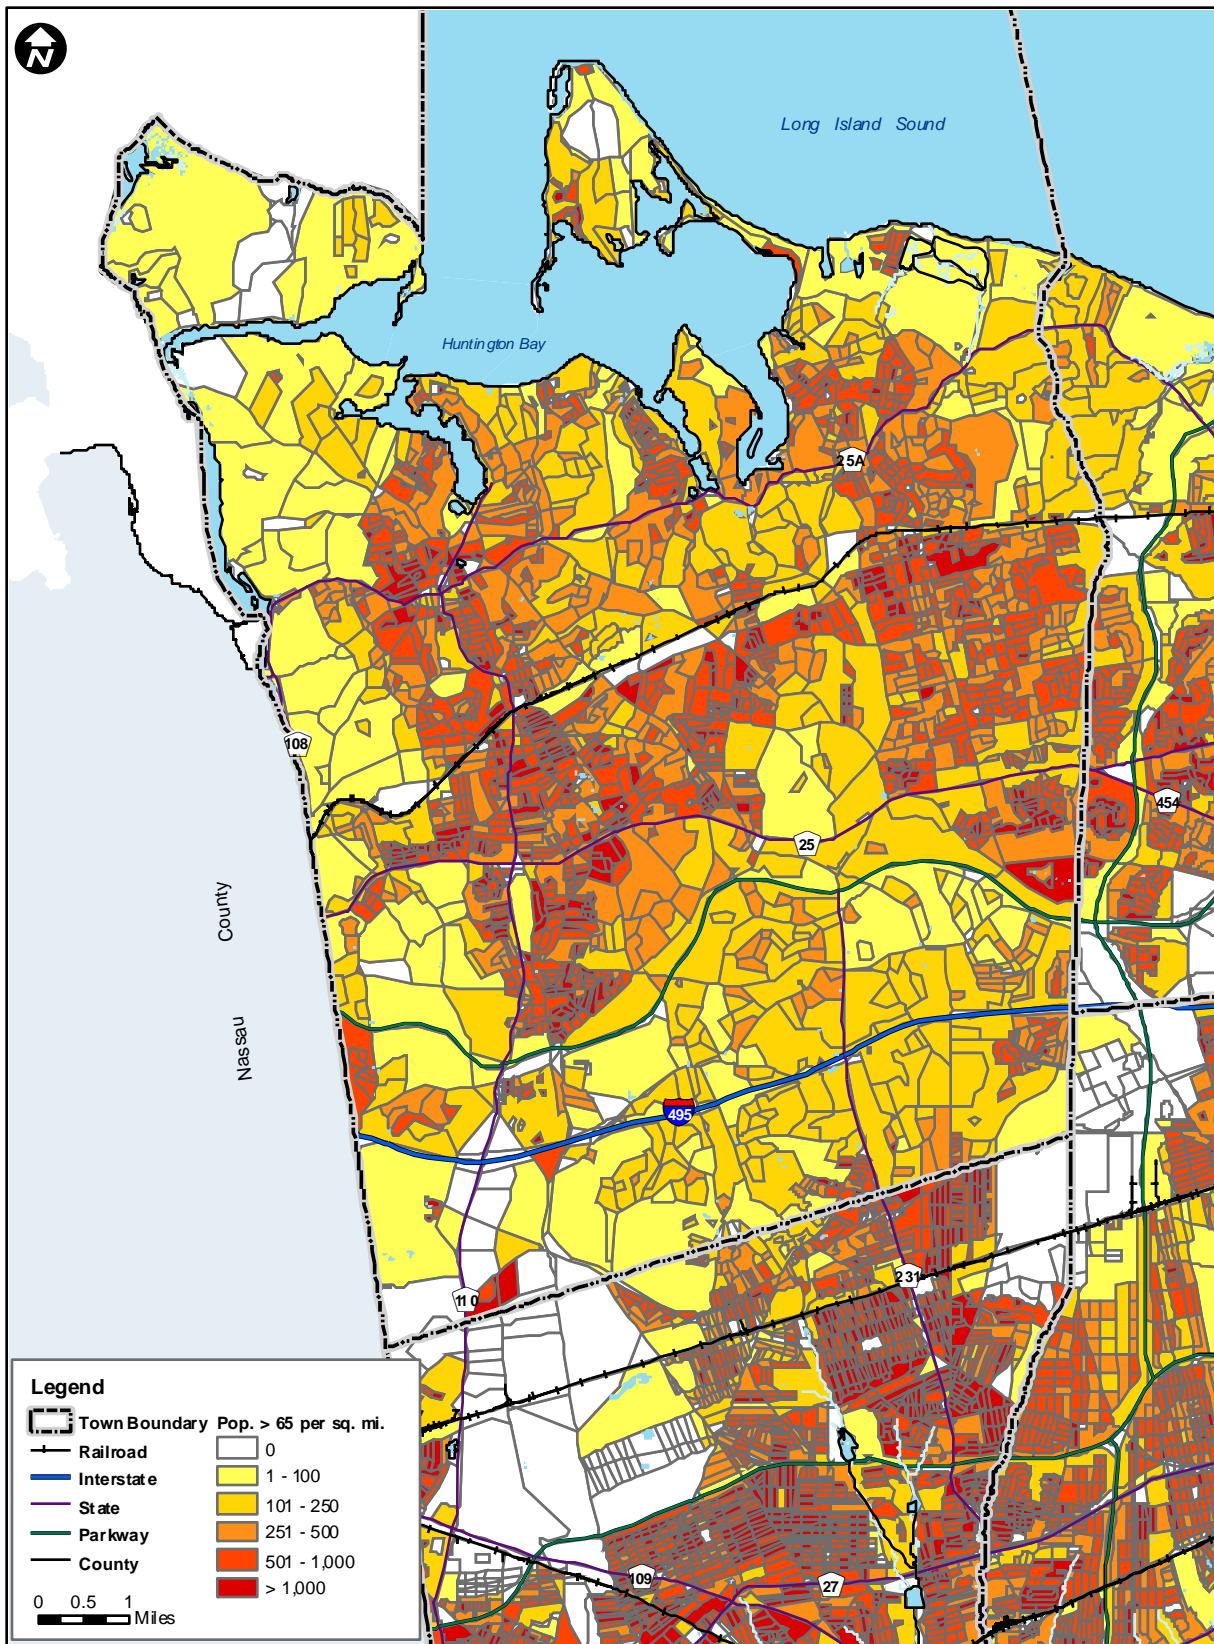 N
Long Island Sound
Huntington Bay
25A
108
454
25
County
Nassau
495
231
110
Legend
Town Boundary
Railroad
Interstate
State
Parkway
County
Pop. > 65 per sq. mi.
0
1 - 100
101 - 250
251 - 500
501 - 1,000
> 1,000
0 0.5 1
Miles
109
27